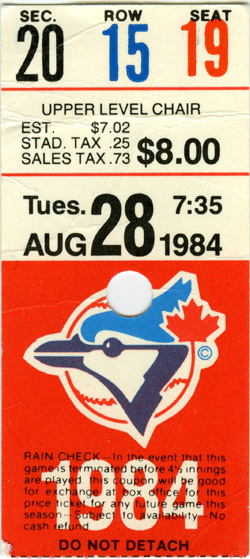 SEC. ROW SEAT
20 15 19
UPPER LEVEL CHAIR
EST. $7.02
STAD. TAX .25
SALES TAX .73 $8.00
Tues. 28 7:35
AUG 1984
©
RAIN CHECK—In the event that this
game is terminated before 4½ innings
are played this coupon will be good
for exchange at box office for this
price ticket for any future game this
season—Subject availability—No
cash refund
DO NOT DETACH